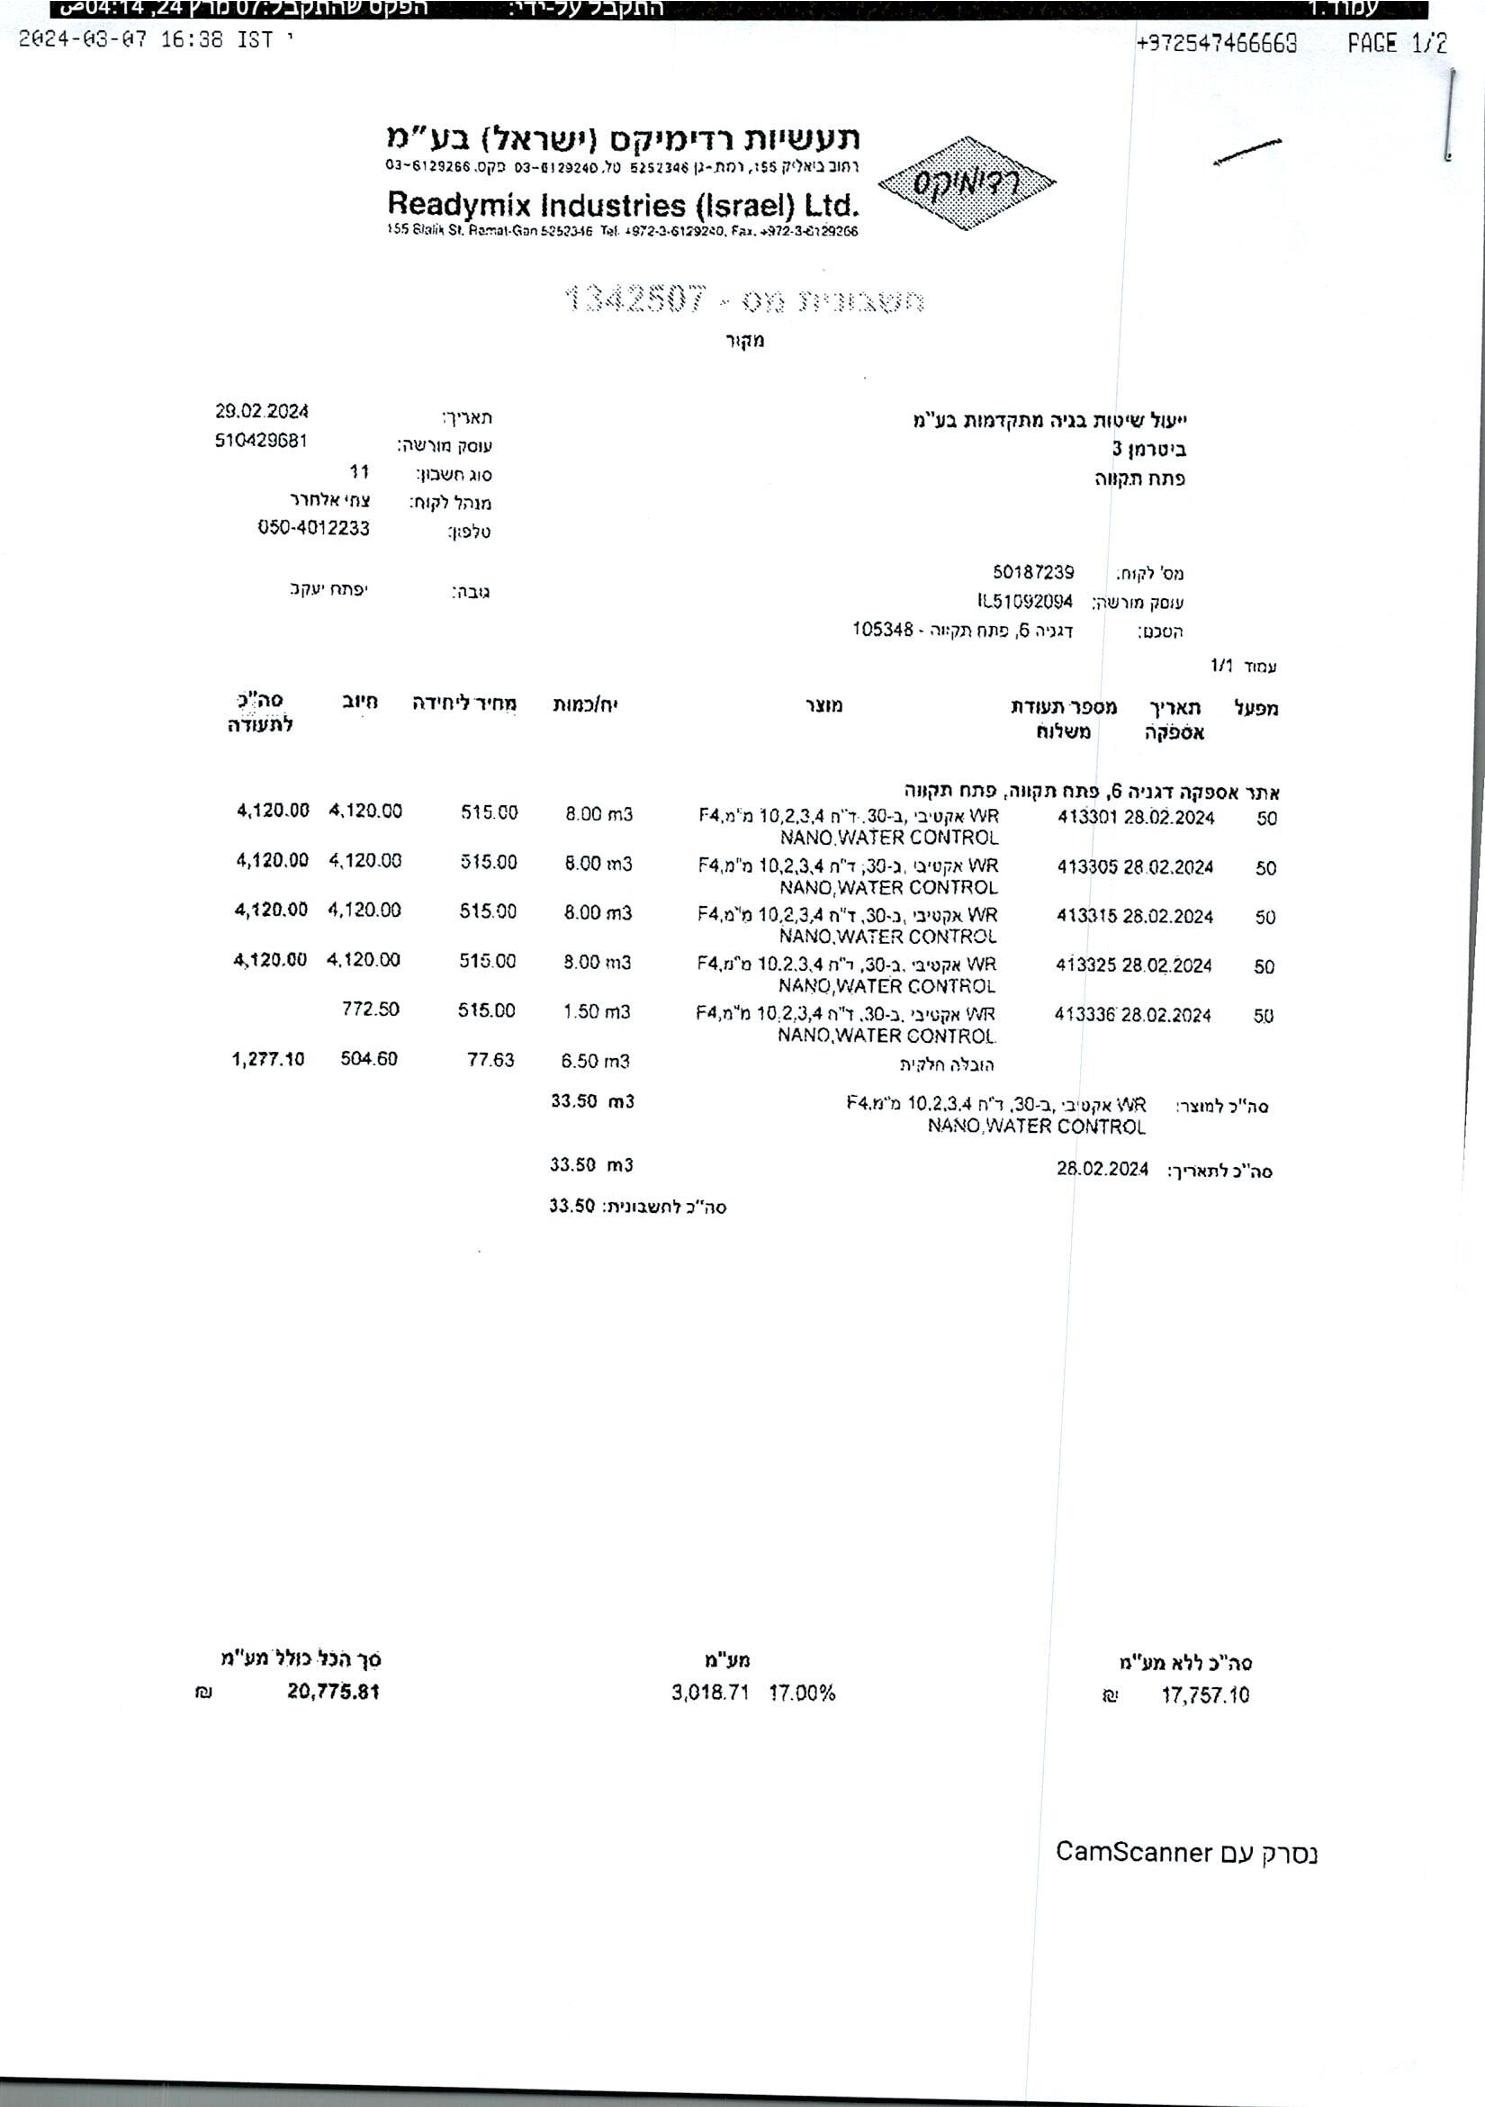 עמוד.1 התקבל על-ידי: הפקס שהתקבל:07 מרץ 24, 04:14ص
2024-03-07 16:38 IST +972547466663 PAGE 1/2
תעשיות רדימיקס (ישראל) בע"מ
רחוב ביאליק 155, רמת-גן 5252346 טל. 03-6129240 פקס. 03-6129266
Readymix Industries (Israel) Ltd.
155 Bialik St. Ramat-Gan 5252346 Tel. +972-3-6129240, Fax. +972-3-6129266
רדימיקס
חשבונית מס - 1342507
מקור
ייעול שיטות בניה מתקדמות בע"מ
ביטרמן 3
פתח תקווה
תאריך: 29.02.2024
עוסק מורשה: 510429681
סוג חשבון: 11
מנהל לקוח: צחי אלחרר
טלפון: 050-4012233
גובה: יפתח יעקב
מס' לקוח: 50187239
עוסק מורשה: IL51092094
הסכם: דגניה 6, פתח תקווה - 105348
עמוד 1/1
מפעל תאריך אספקה מספר תעודת משלוח מוצר יח/כמות מחיר ליחידה חיוב סה"כ לתעודה
אתר אספקה דגניה 6, פתח תקווה, פתח תקווה
50 28.02.2024 413301 WR אקטיבי ,ב-30, ד"ח 10,2,3,4 מ"מ,F4 8.00 m3 515.00 4,120.00 4,120.00
NANO,WATER CONTROL
50 28.02.2024 413305 WR אקטיבי ,ב-30, ד"ח 10,2,3,4 מ"מ,F4 8.00 m3 515.00 4,120.00 4,120.00
NANO,WATER CONTROL
50 28.02.2024 413315 WR אקטיבי ,ב-30, ד"ח 10,2,3,4 מ"מ,F4 8.00 m3 515.00 4,120.00 4,120.00
NANO,WATER CONTROL
50 28.02.2024 413325 WR אקטיבי ,ב-30, ד"ח 10,2,3,4 מ"מ,F4 8.00 m3 515.00 4,120.00 4,120.00
NANO,WATER CONTROL
50 28.02.2024 413336 WR אקטיבי ,ב-30, ד"ח 10,2,3,4 מ"מ,F4 1.50 m3 515.00 772.50
NANO,WATER CONTROL
הובלה חלקית 6.50 m3 77.63 504.60 1,277.10
סה"כ למוצר: WR אקטיבי ,ב-30, ד"ח 10,2,3,4 מ"מ,F4 33.50 m3
NANO,WATER CONTROL
סה"כ לתאריך: 28.02.2024 33.50 m3
סה"כ לחשבונית: 33.50
סה"כ ללא מע"מ מע"מ סך הכל כולל מע"מ
17,757.10 ₪ 17.00% 3,018.71 20,775.81 ₪
נסרק עם CamScanner